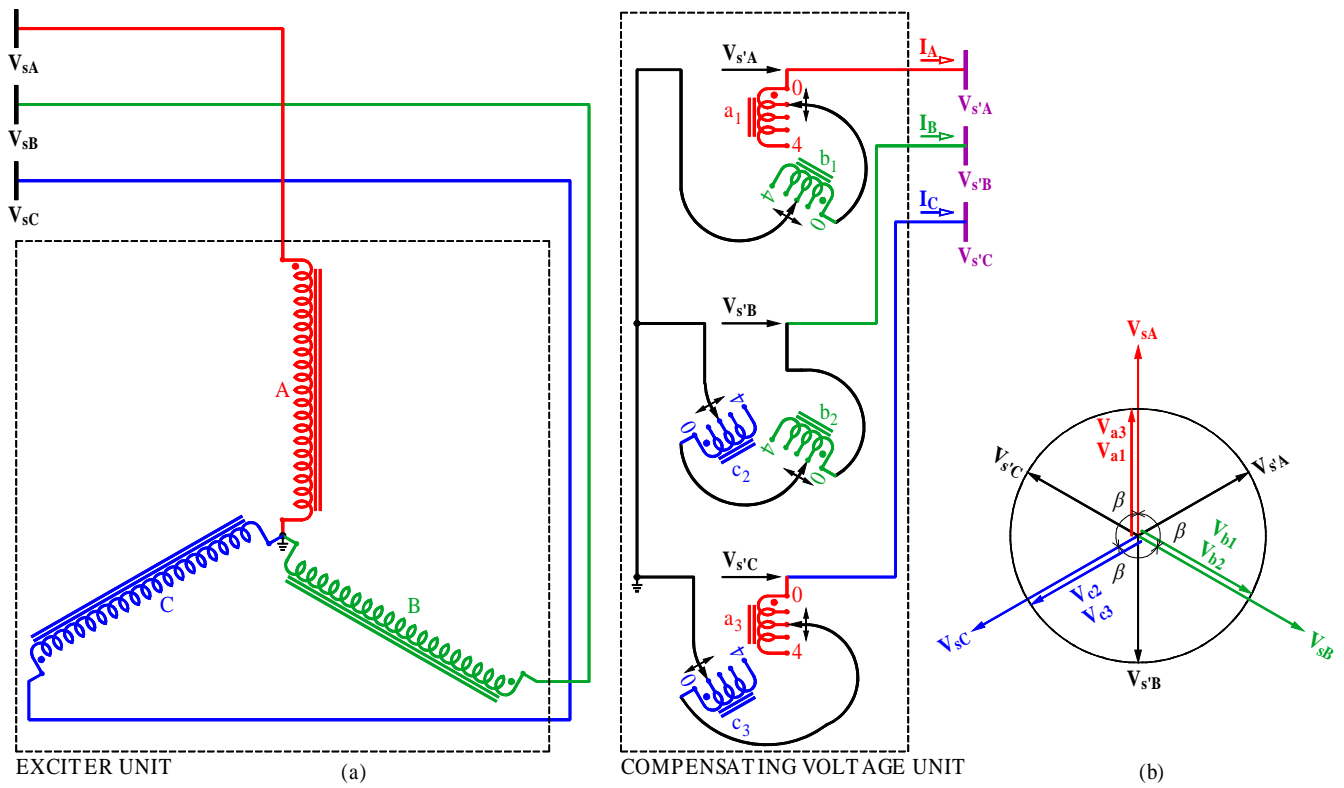 VsA
VsB
VsC
A
B
C
EXCITER UNIT
(a)
Vs'A
0
a1
4
b1
4
0
IA
Vs'A
IB
Vs'B
IC
Vs'C
Vs'B
4
0
c2
b2
4
0
Vs'C
0
a3
4
4
0
c3
COMPENSATING VOLTAGE UNIT
VsA
Va3
Va1
Vs'C
Vs'A
β
β
β
Vb1
Vb2
Vc2
Vc3
VsC
VsB
Vs'B
(b)